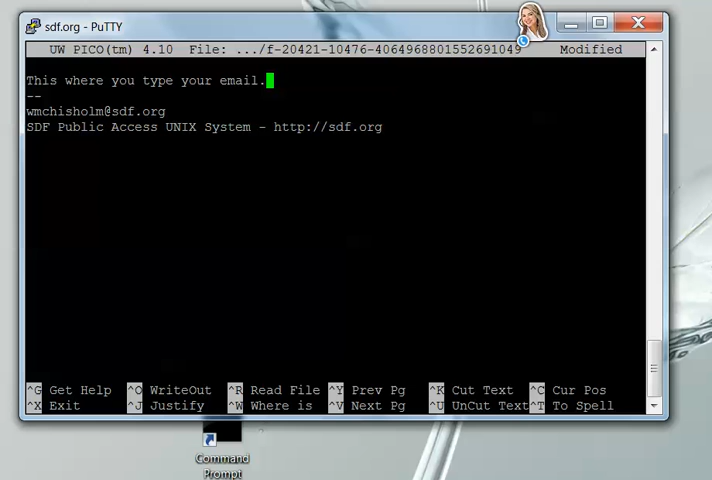 sdf.org - PuTTY
UW PICO(tm) 4.10 File: .../f-20421-10476-4064968801552691049 Modified
This where you type your email.
--
wmchisholm@sdf.org
SDF Public Access UNIX System - http://sdf.org
^G Get Help ^O WriteOut ^R Read File ^Y Prev Pg ^K Cut Text ^C Cur Pos
^X Exit ^J Justify ^W Where is ^V Next Pg ^U UnCut Text ^T To Spell
Command
Prompt